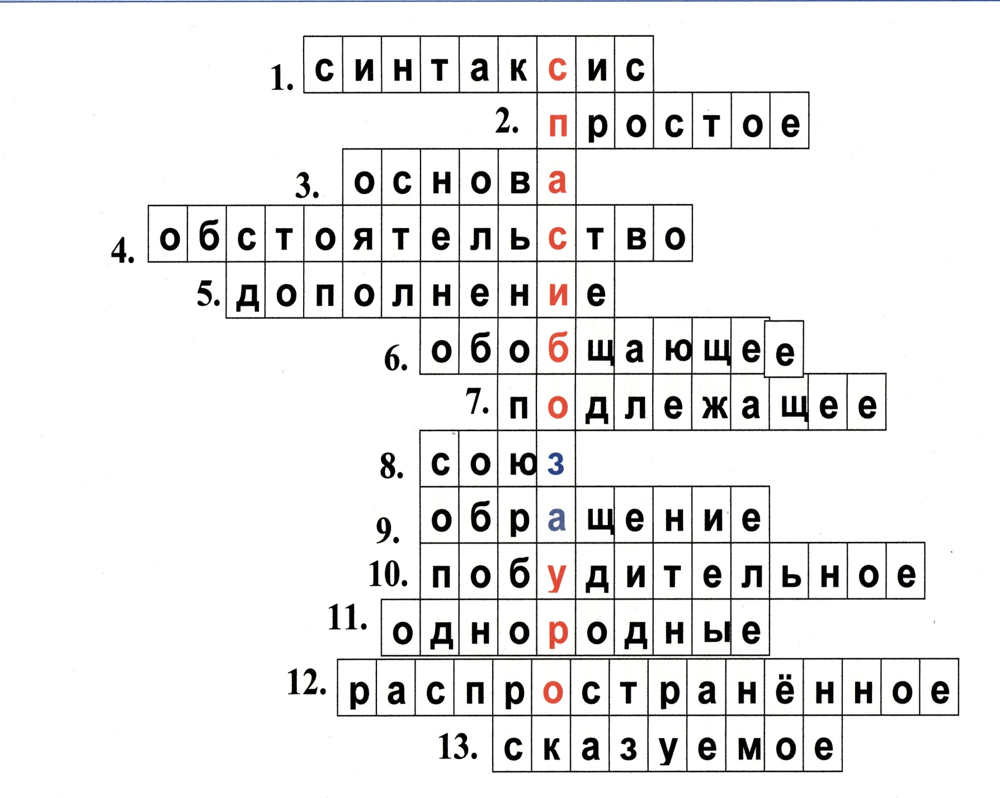 1. синтаксис
2. простое
3. основа
4. обстоятельство
5. дополнение
6. обобщающее
7. подлежащее
8. союз
9. обращение
10. побудительное
11. однородные
12. распространённое
13. сказуемое